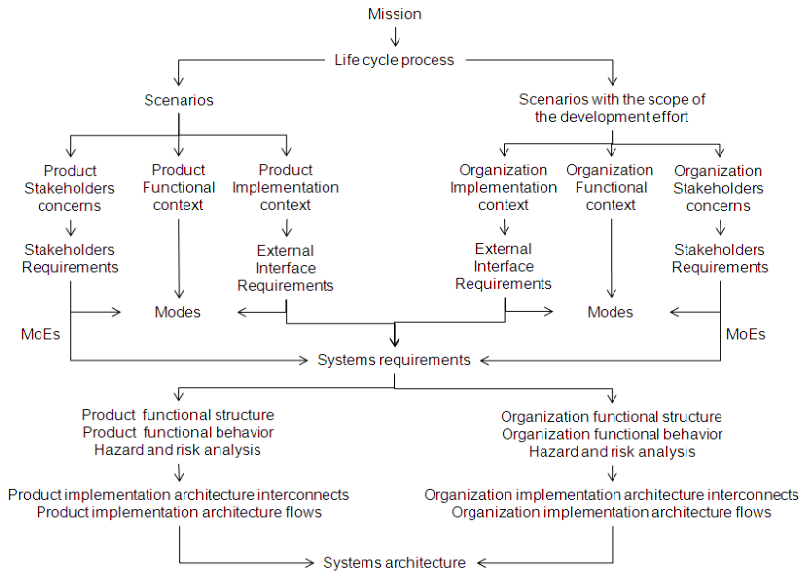 Mission
Life cycle process
Scenarios
Scenarios with the scope of
the development effort
Product
Stakeholders
concerns
Product
Functional
context
Product
Implementation
context
Organization
Implementation
context
Organization
Functional
context
Organization
Stakeholders
concerns
Stakeholders
Requirements
External
Interface
Requirements
External
Interface
Requirements
Stakeholders
Requirements
Modes
Modes
MoEs
MoEs
Systems requirements
Product functional structure
Product functional behavior
Hazard and risk analysis
Organization functional structure
Organization functional behavior
Hazard and risk analysis
Product implementation architecture interconnects
Product implementation architecture flows
Organization implementation architecture interconnects
Organization implementation architecture flows
Systems architecture